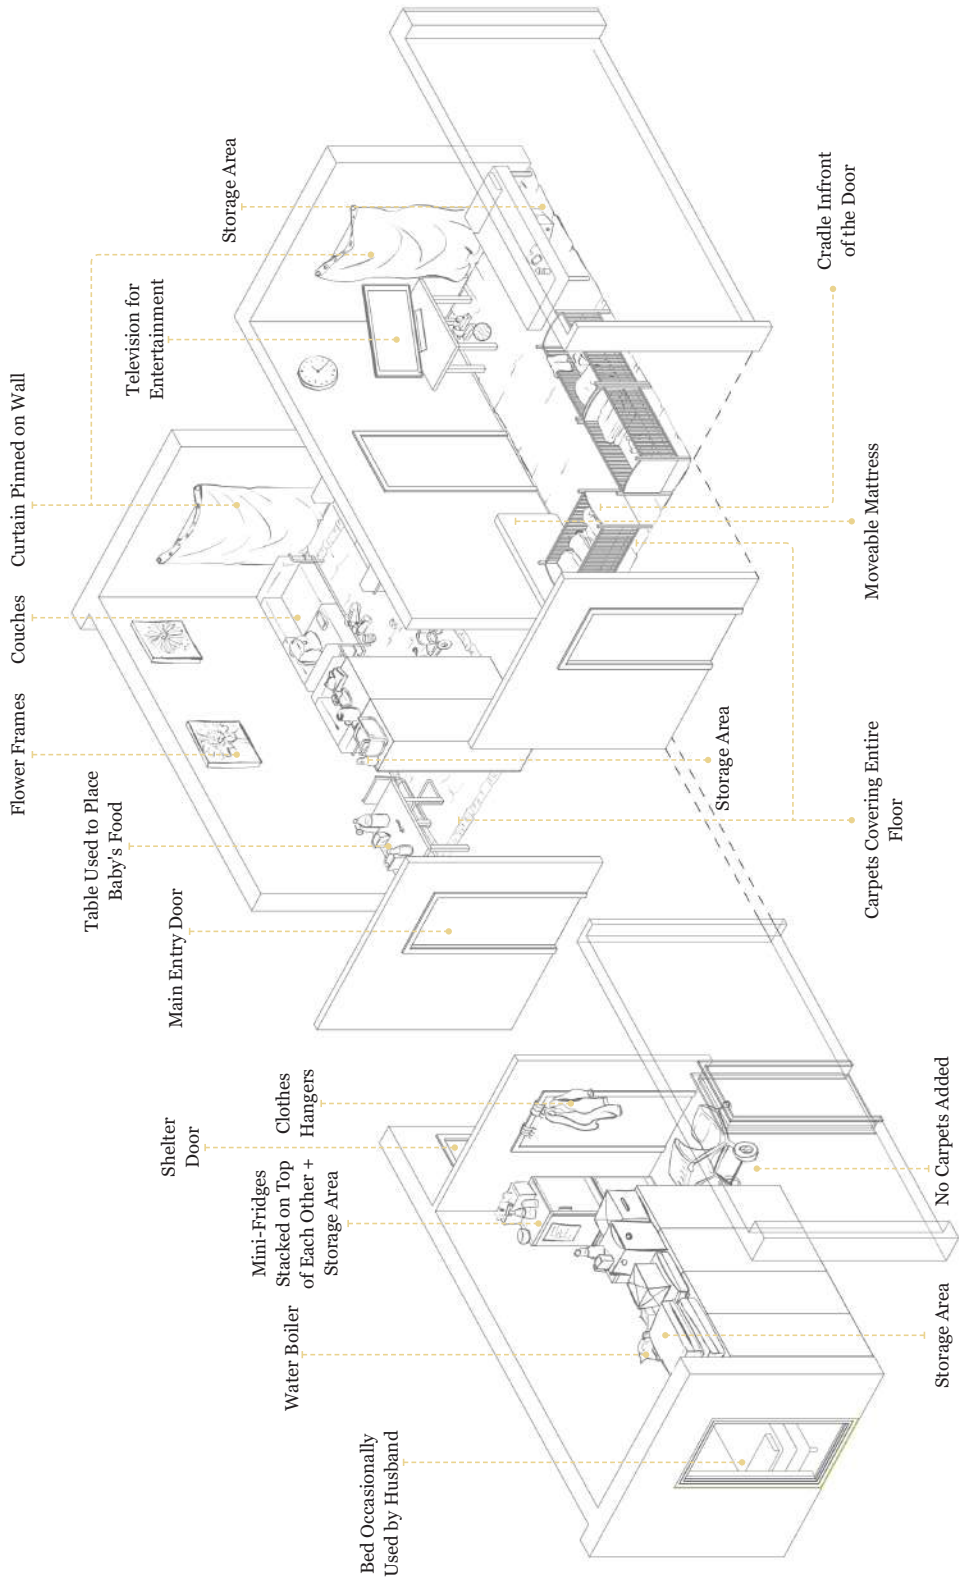 Bed Occasionally
Used by Husband
Water Boiler
Mini-Fridges
Stacked on Top
of Each Other +
Storage Area
Shelter
Door
Clothes
Hangers
Main Entry Door
Table Used to Place
Baby's Food
Flower Frames
Couches
Curtain Pinned on Wall
Television for
Entertainment
Storage Area
Storage Area
No Carpets Added
Storage Area
Carpets Covering Entire
Floor
Moveable Mattress
Cradle Infront
of the Door